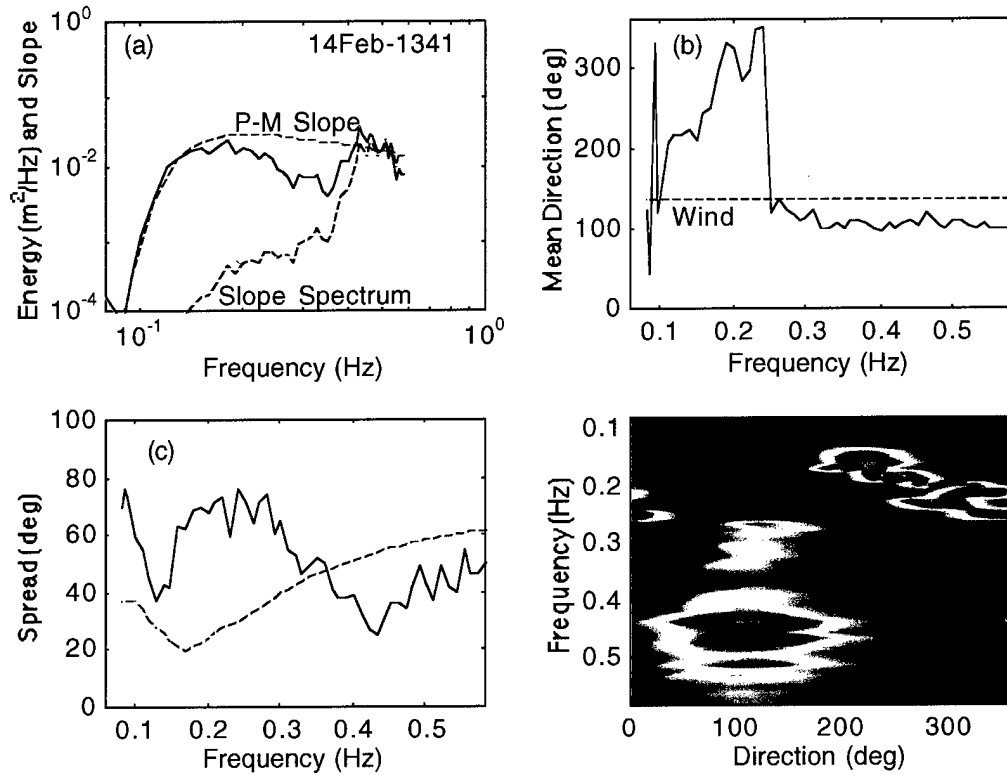 (a)
14Feb-1341
P-M Slope
Slope Spectrum
10^0
10^-2
10^-4
Energy(m^2/Hz) and Slope
10^-1
10^0
Frequency (Hz)
(b)
Wind
300
200
100
0
Mean Direction(deg)
0.1 0.2 0.3 0.4 0.5
Frequency (Hz)
(c)
100
80
60
40
20
0
Spread(deg)
0.1 0.2 0.3 0.4 0.5
Frequency (Hz)
0.1
0.2
0.3
0.4
0.5
Frequency(Hz)
0 100 200 300
Direction (deg)